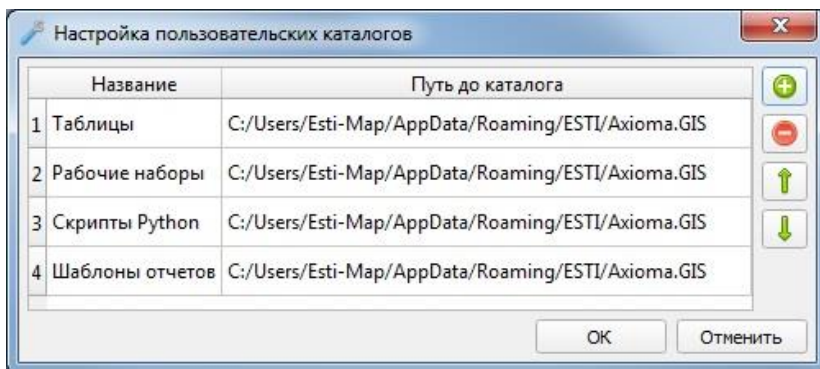 Настройка пользовательских каталогов
Название Путь до каталога
1 Таблицы C:/Users/Esti-Map/AppData/Roaming/ESTI/Axioma.GIS
2 Рабочие наборы C:/Users/Esti-Map/AppData/Roaming/ESTI/Axioma.GIS
3 Скрипты Python C:/Users/Esti-Map/AppData/Roaming/ESTI/Axioma.GIS
4 Шаблоны отчетов C:/Users/Esti-Map/AppData/Roaming/ESTI/Axioma.GIS
ОК Отменить